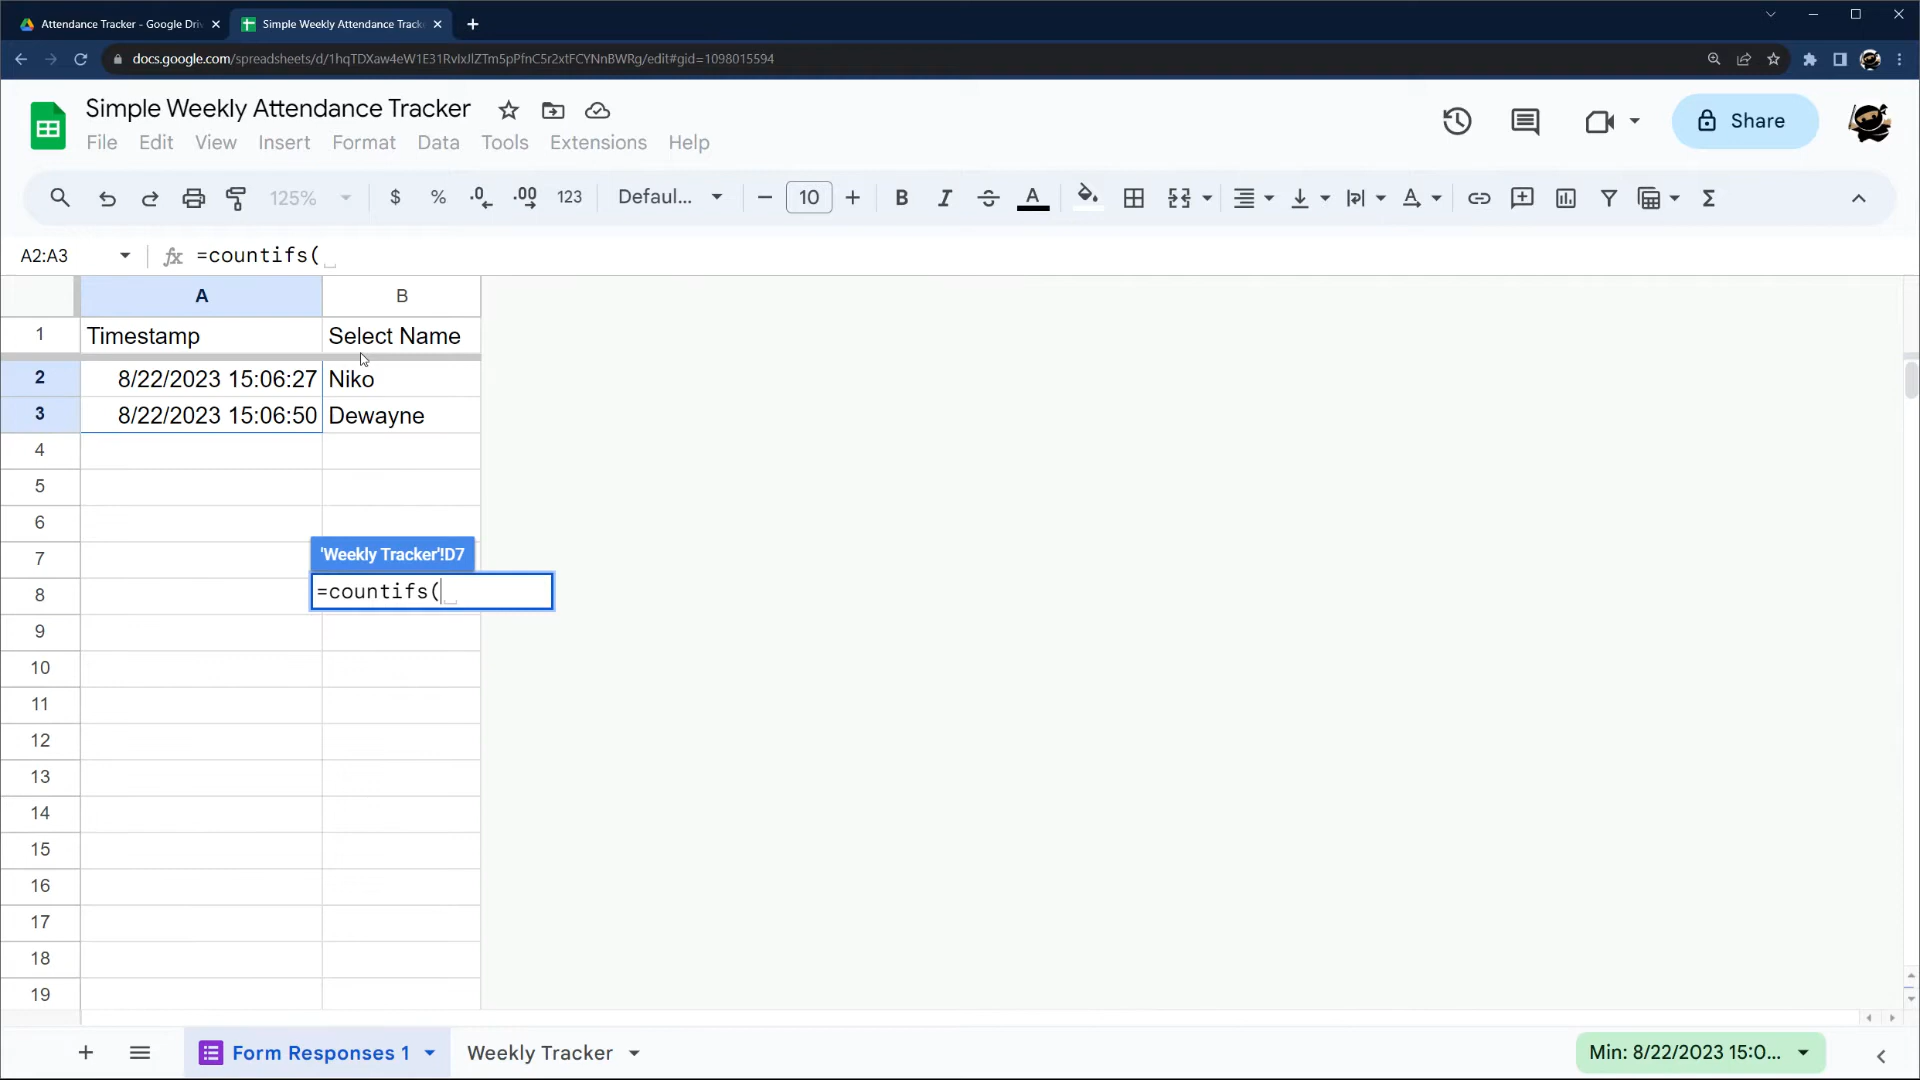 Attendance Tracker - Google Driv
Simple Weekly Attendance Track
docs.google.com/spreadsheets/d/1hqTDXaw4eW1E31RvIxJlZTm5pPfnC5r2xtFCYNnBWRg/edit#gid=1098015594
Simple Weekly Attendance Tracker
File Edit View Insert Format Data Tools Extensions Help
Share
125% $ % .0 .00 123 Defaul... 10 B I A A Σ
A2:A3 fx =countifs(
A B
1 Timestamp Select Name
2 8/22/2023 15:06:27 Niko
3 8/22/2023 15:06:50 Dewayne
4
5
6
7 'Weekly Tracker'!D7
8 =countifs(
9
10
11
12
13
14
15
16
17
18
19
Form Responses 1 Weekly Tracker Min: 8/22/2023 15:0...